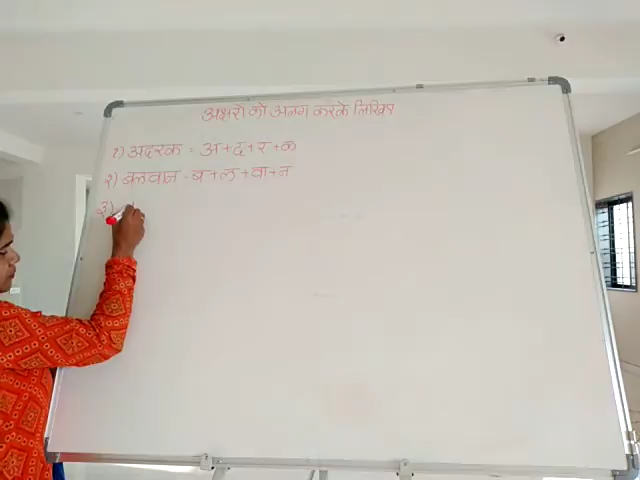 अक्षरो को अलग करके लिखिए
१) अदरक = अ + द + र + क
२) बलवान = ब + ल + वा + न
३)